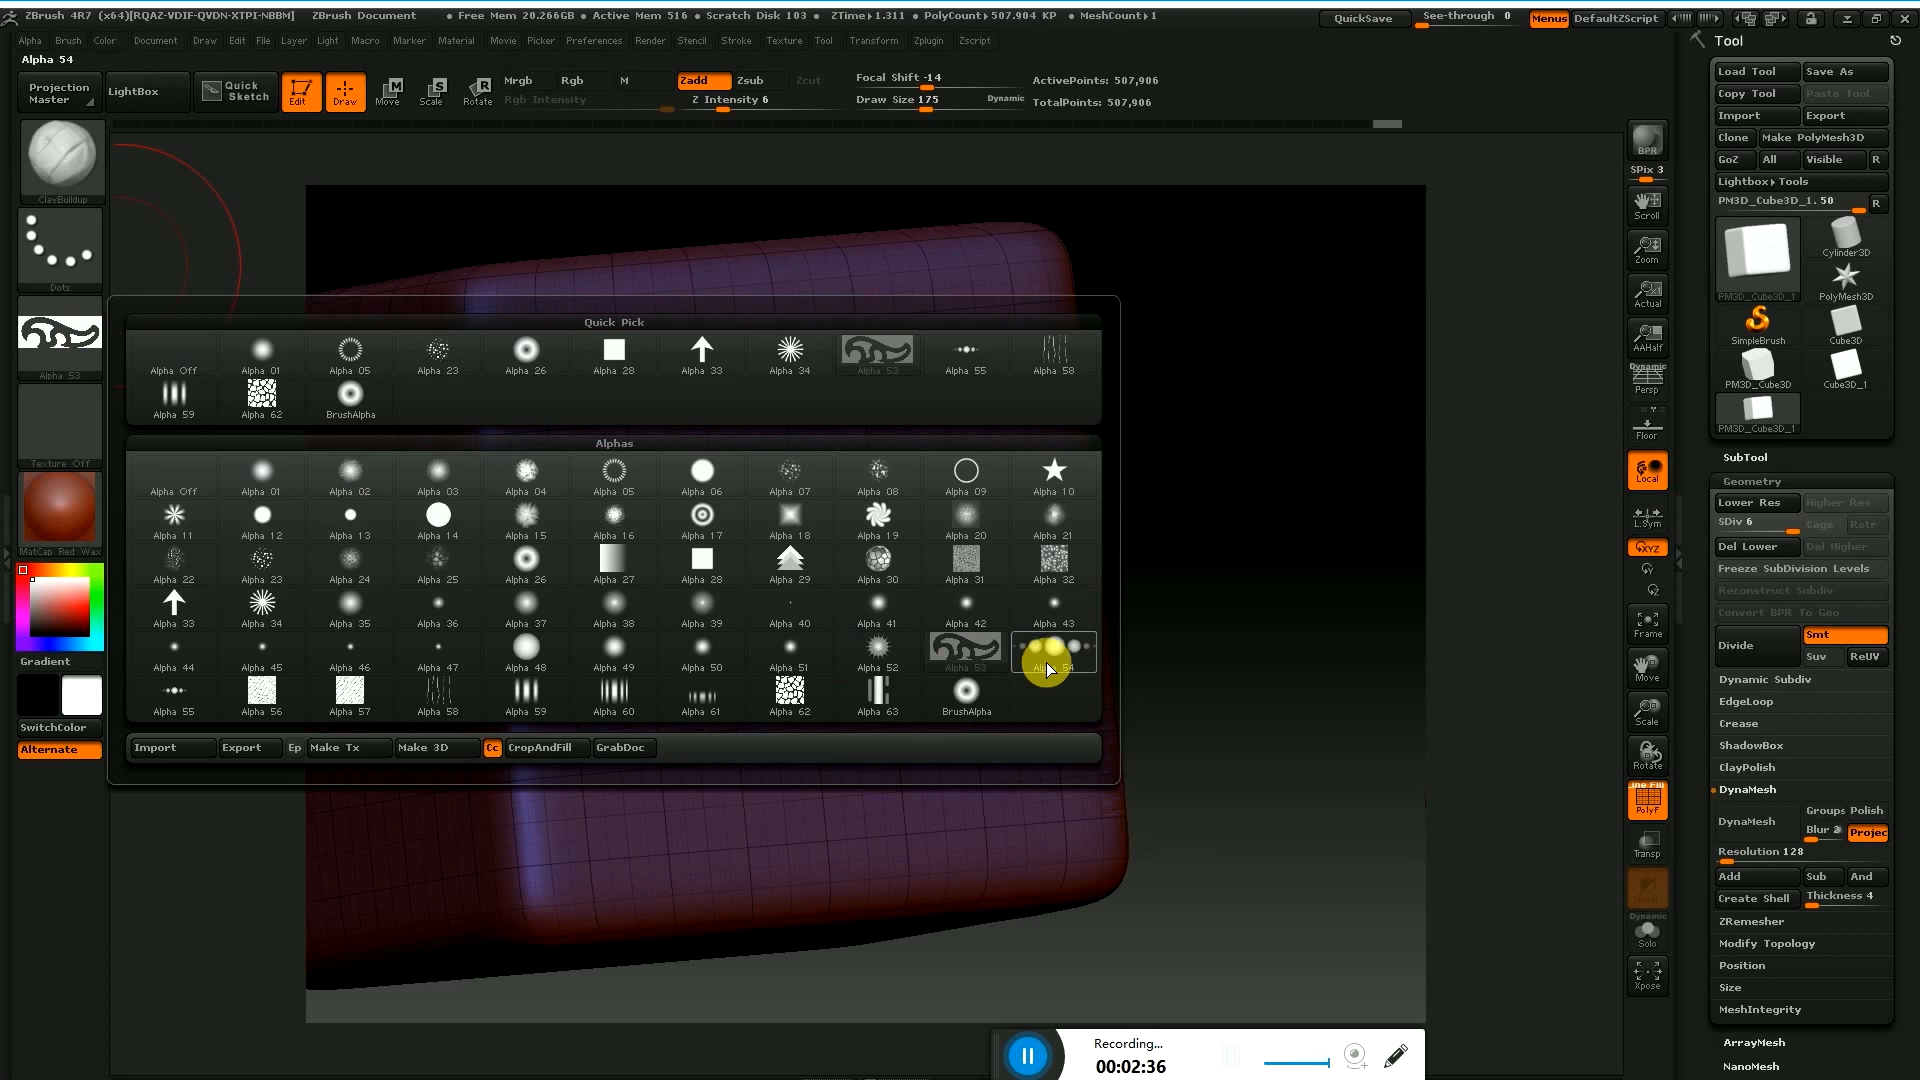 ZBrush 4R7 (x64)[RQAZ-VDIF-QVDN-XTPI-NBBM] ZBrush Document • Free Mem 20.266GB • Active Mem 516 • Scratch Disk 103 • ZTime▸1.311 • PolyCount▸507.904 KP • MeshCount▸1 QuickSave See-through 0 Menus DefaultZScript
Alpha Brush Color Document Draw Edit File Layer Light Macro Marker Material Movie Picker Preferences Render Stencil Stroke Texture Tool Transform Zplugin Zscript
Alpha 54
Projection Master LightBox Quick Sketch Edit Draw Move Scale Rotate
Mrgb Rgb M Zadd Zsub Zcut
Rgb Intensity Z Intensity 6
Focal Shift -14
Draw Size 175 Dynamic
ActivePoints: 507,906
TotalPoints: 507,906
ClayBuildup
Dots
Alpha 53
Texture Off
MatCap Red Wax
Gradient
SwitchColor
Alternate
Quick Pick
Alpha Off Alpha 01 Alpha 05 Alpha 23 Alpha 26 Alpha 28 Alpha 33 Alpha 34 Alpha 53 Alpha 55 Alpha 58
Alpha 59 Alpha 62 BrushAlpha
Alphas
Alpha Off Alpha 01 Alpha 02 Alpha 03 Alpha 04 Alpha 05 Alpha 06 Alpha 07 Alpha 08 Alpha 09 Alpha 10
Alpha 11 Alpha 12 Alpha 13 Alpha 14 Alpha 15 Alpha 16 Alpha 17 Alpha 18 Alpha 19 Alpha 20 Alpha 21
Alpha 22 Alpha 23 Alpha 24 Alpha 25 Alpha 26 Alpha 27 Alpha 28 Alpha 29 Alpha 30 Alpha 31 Alpha 32
Alpha 33 Alpha 34 Alpha 35 Alpha 36 Alpha 37 Alpha 38 Alpha 39 Alpha 40 Alpha 41 Alpha 42 Alpha 43
Alpha 44 Alpha 45 Alpha 46 Alpha 47 Alpha 48 Alpha 49 Alpha 50 Alpha 51 Alpha 52 Alpha 53 Alpha 54
Alpha 55 Alpha 56 Alpha 57 Alpha 58 Alpha 59 Alpha 60 Alpha 61 Alpha 62 Alpha 63 BrushAlpha
Import Export Ep Make Tx Make 3D Cc CropAndFill GrabDoc
BPR
SPix 3
Scroll
Zoom
Actual
AAHalf
Dynamic
Persp
Floor
Local
L.Sym
XYZ
Frame
Move
Scale
Rotate
Line Fill
PolyF
Transp
Dynamic
Solo
Xpose
Tool
Load Tool Save As
Copy Tool Paste Tool
Import Export
Clone Make PolyMesh3D
GoZ All Visible R
Lightbox▸Tools
PM3D_Cube3D_1. 50 R
Cylinder3D
PM3D_Cube3D_1 PolyMesh3D
SimpleBrush Cube3D
PM3D_Cube3D Cube3D_1
PM3D_Cube3D_1
SubTool
Geometry
Lower Res Higher Res
SDiv 6 Cage Rstr
Del Lower Del Higher
Freeze SubDivision Levels
Reconstruct Subdiv
Convert BPR To Geo
Divide Smt
Suv ReUV
Dynamic Subdiv
EdgeLoop
Crease
ShadowBox
ClayPolish
DynaMesh
DynaMesh Groups Polish
Blur 2 Projec
Resolution 128
Add Sub And
Create Shell Thickness 4
ZRemesher
Modify Topology
Position
Size
MeshIntegrity
ArrayMesh
NanoMesh
Recording...
00:02:36